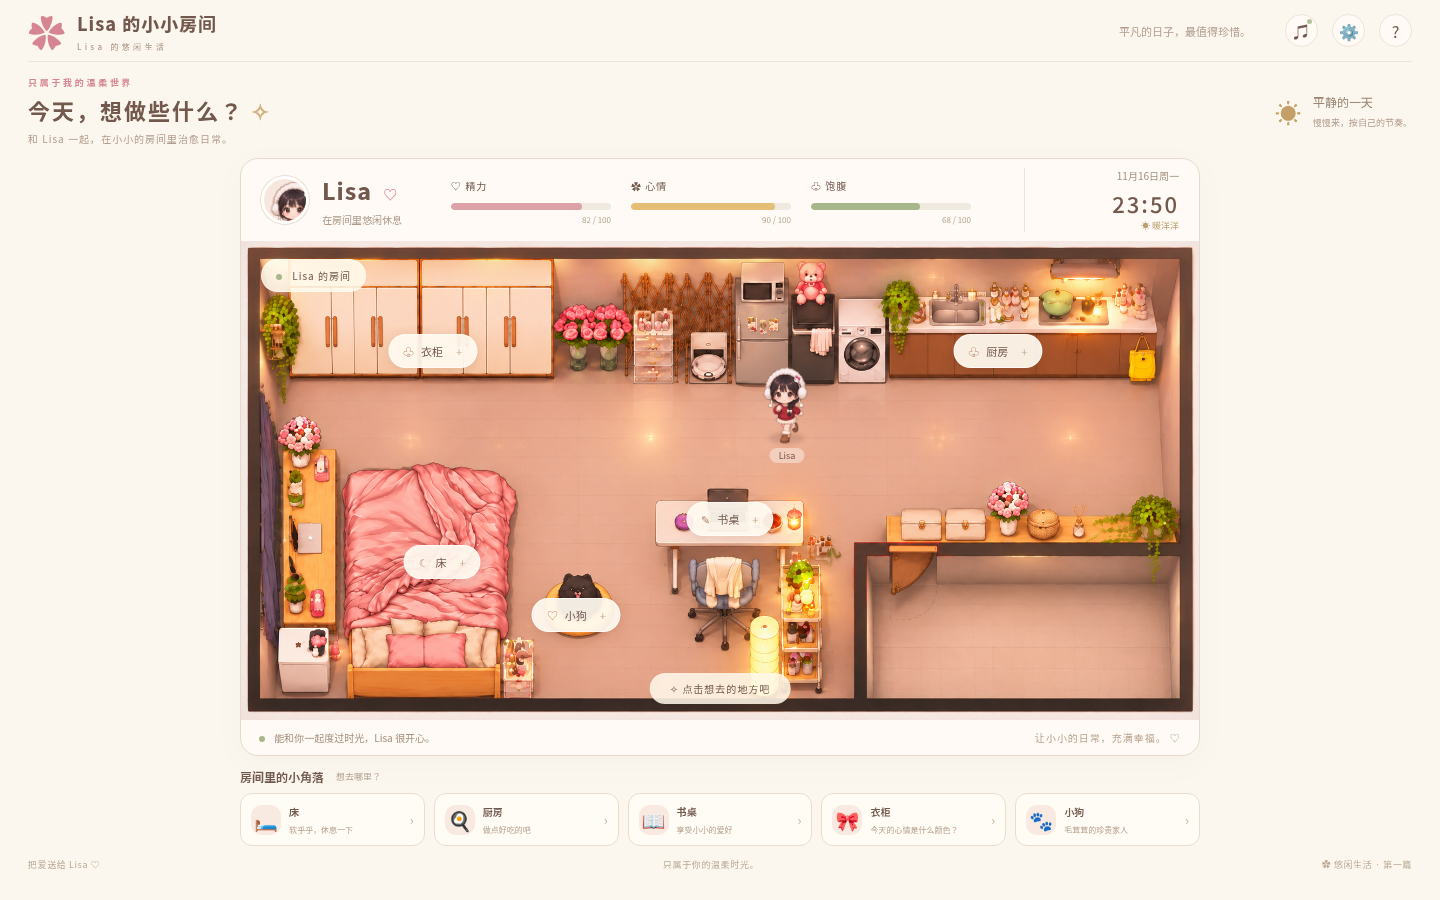 Lisa 的小小房间
Lisa 的悠闲生活
平凡的日子，最值得珍惜。
?
只属于我的温柔世界
今天，想做些什么？ ✧
和 Lisa 一起，在小小的房间里治愈日常。
平静的一天
慢慢来，按自己的节奏。
Lisa ♡
在房间里悠闲休息
♡ 精力
82 / 100
✽ 心情
90 / 100
♧ 饱腹
68 / 100
11月16日周一
23:50
☀ 暖洋洋
Lisa 的房间
♧ 衣柜 +
♧ 厨房 +
Lisa
✎ 书桌 +
☾ 床 +
♡ 小狗 +
✧ 点击想去的地方吧
能和你一起度过时光，Lisa 很开心。
让小小的日常，充满幸福。 ♡
房间里的小角落
想去哪里？
床
软乎乎，休息一下
›
厨房
做点好吃的吧
›
书桌
享受小小的爱好
›
衣柜
今天的心情是什么颜色？
›
小狗
毛茸茸的珍贵家人
›
把爱送给 Lisa ♡
只属于你的温柔时光。
✽ 悠闲生活 · 第一篇